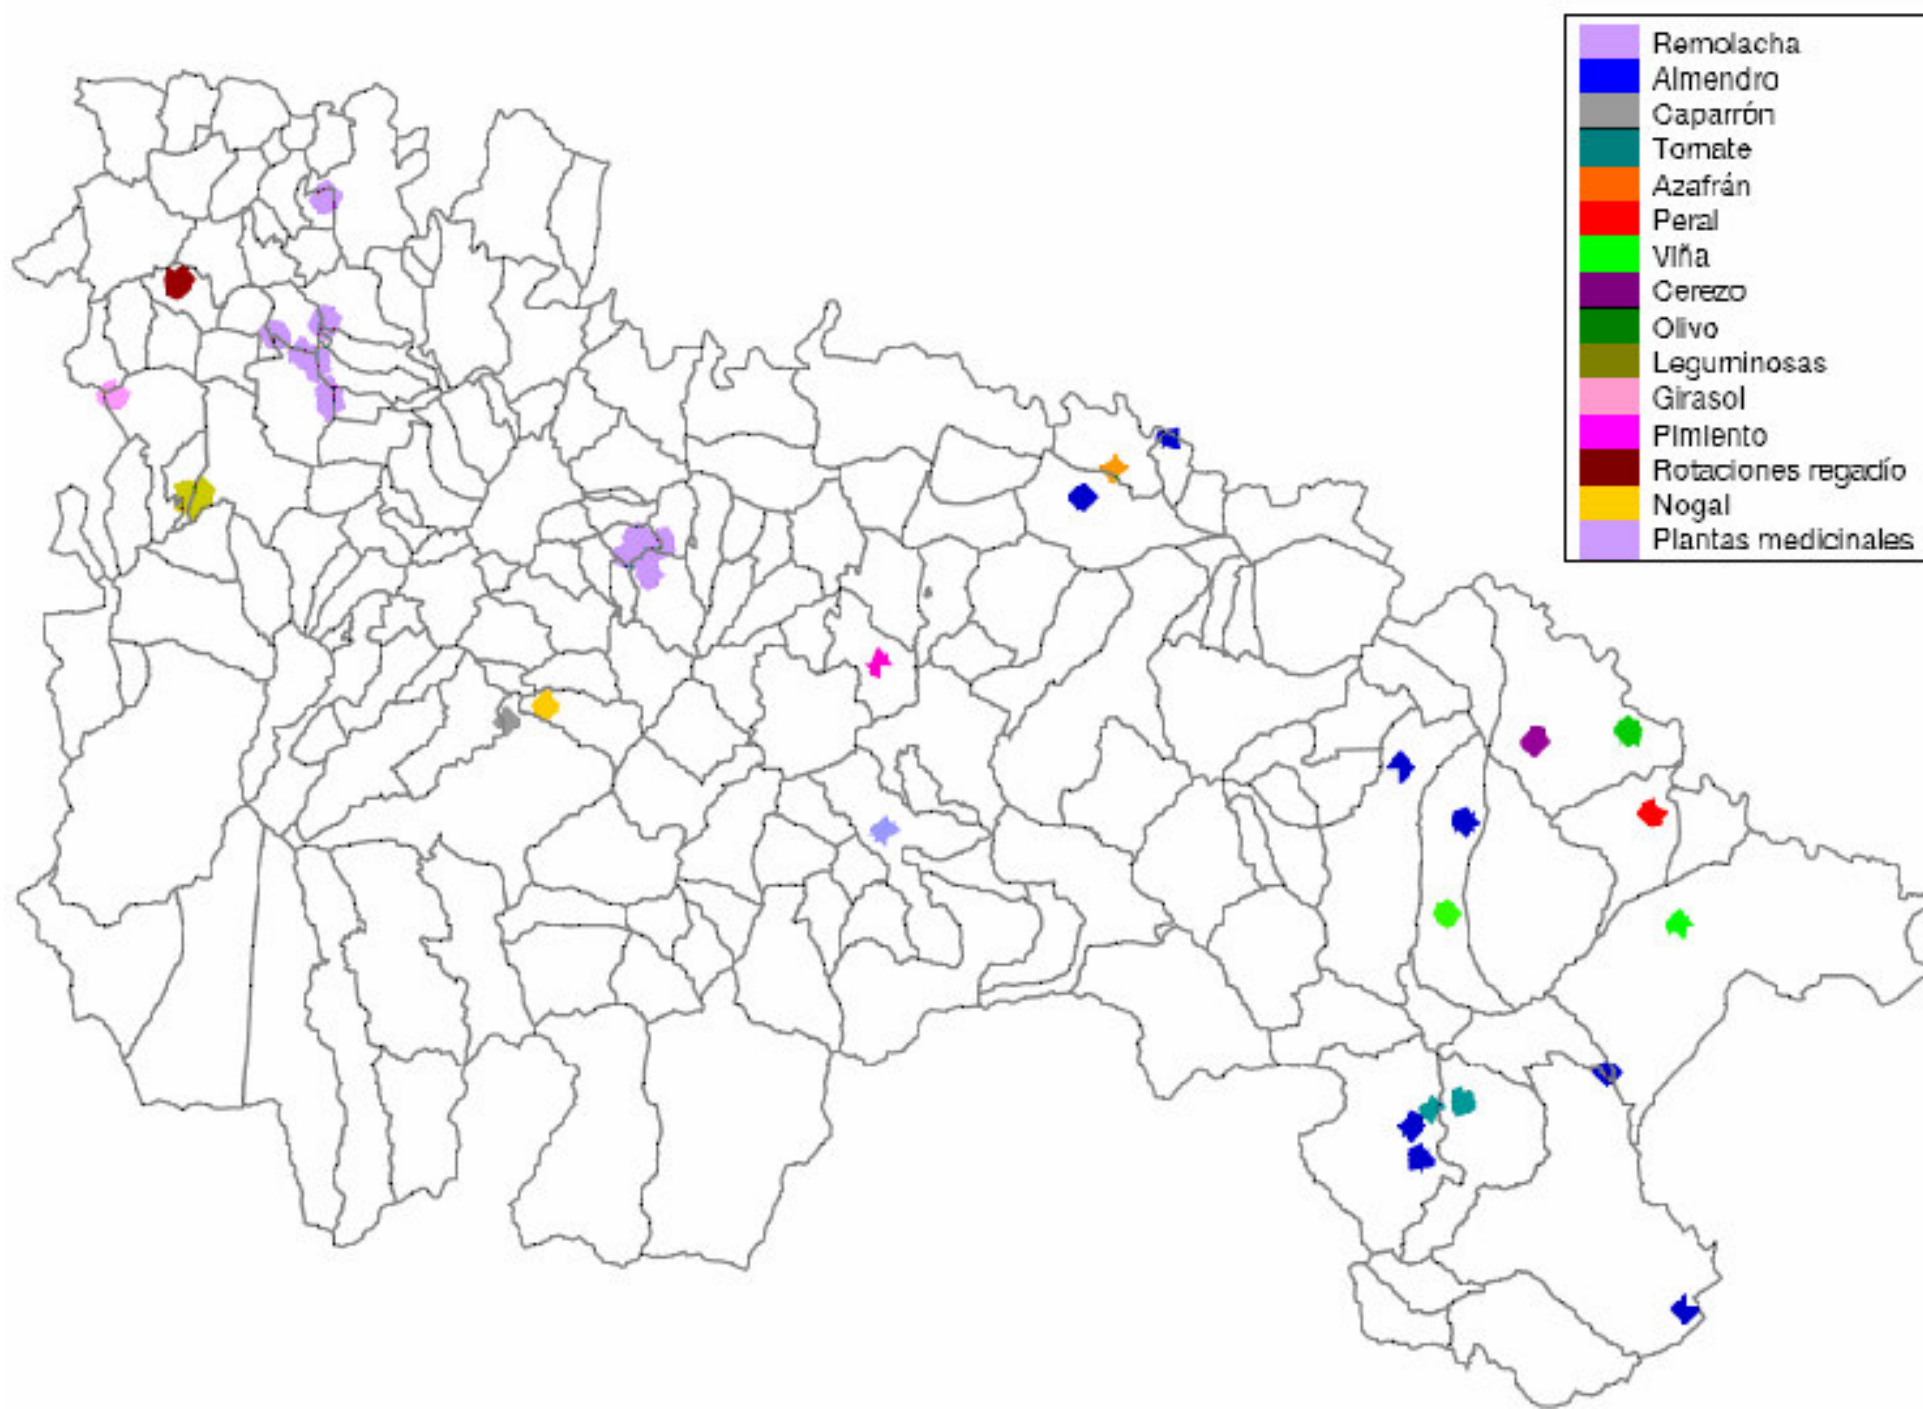 Remolacha
Almendro
Caparrón
Tomate
Azafrán
Peral
Viña
Cerezo
Olivo
Leguminosas
Girasol
Pimiento
Rotaciones regadío
Nogal
Plantas medicinales